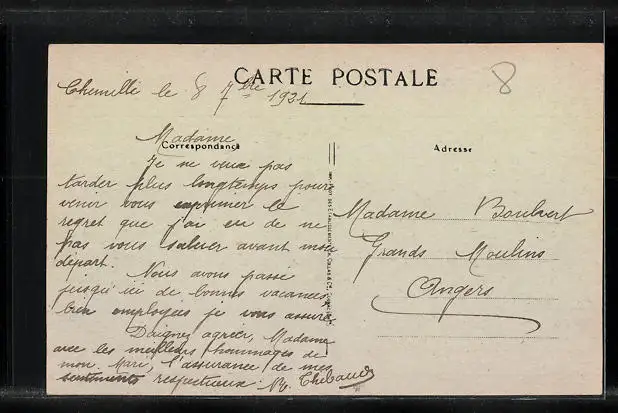 CARTE POSTALE
8
Chemillé le 8 7bre 1921
Correspondance
Adresse
Madame
Je ne veux pas
tarder plus longtemps pour
venir vous exprimer le
regret que j'ai eu de ne
pas vous saluer avant mon
départ.
Nous avons passé
jusqu'ici de bonnes vacances,
bien employées je vous assure.
Daignez agréer, Madame
avec les meilleurs hommages de
mon Mari, l'assurance de mes
sentiments respectueux. M. Thebaud
Madame Boulvert
Grands Moulins
Angers